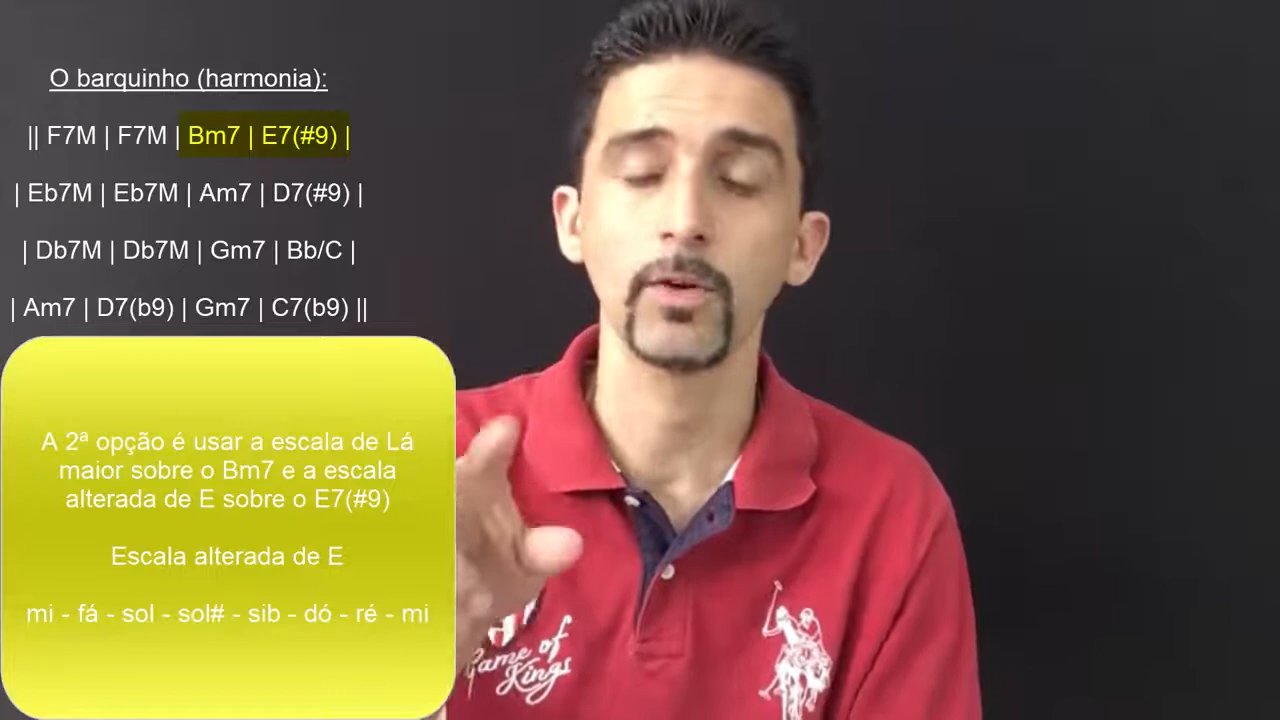 O barquinho (harmonia):
|| F7M | F7M | Bm7 | E7(#9) |
| Eb7M | Eb7M | Am7 | D7(#9) |
| Db7M | Db7M | Gm7 | Bb/C |
| Am7 | D7(b9) | Gm7 | C7(b9) ||
A 2ª opção é usar a escala de Lá
maior sobre o Bm7 e a escala
alterada de E sobre o E7(#9)
Escala alterada de E
mi - fá - sol - sol# - sib - dó - ré - mi
Game of
Kings